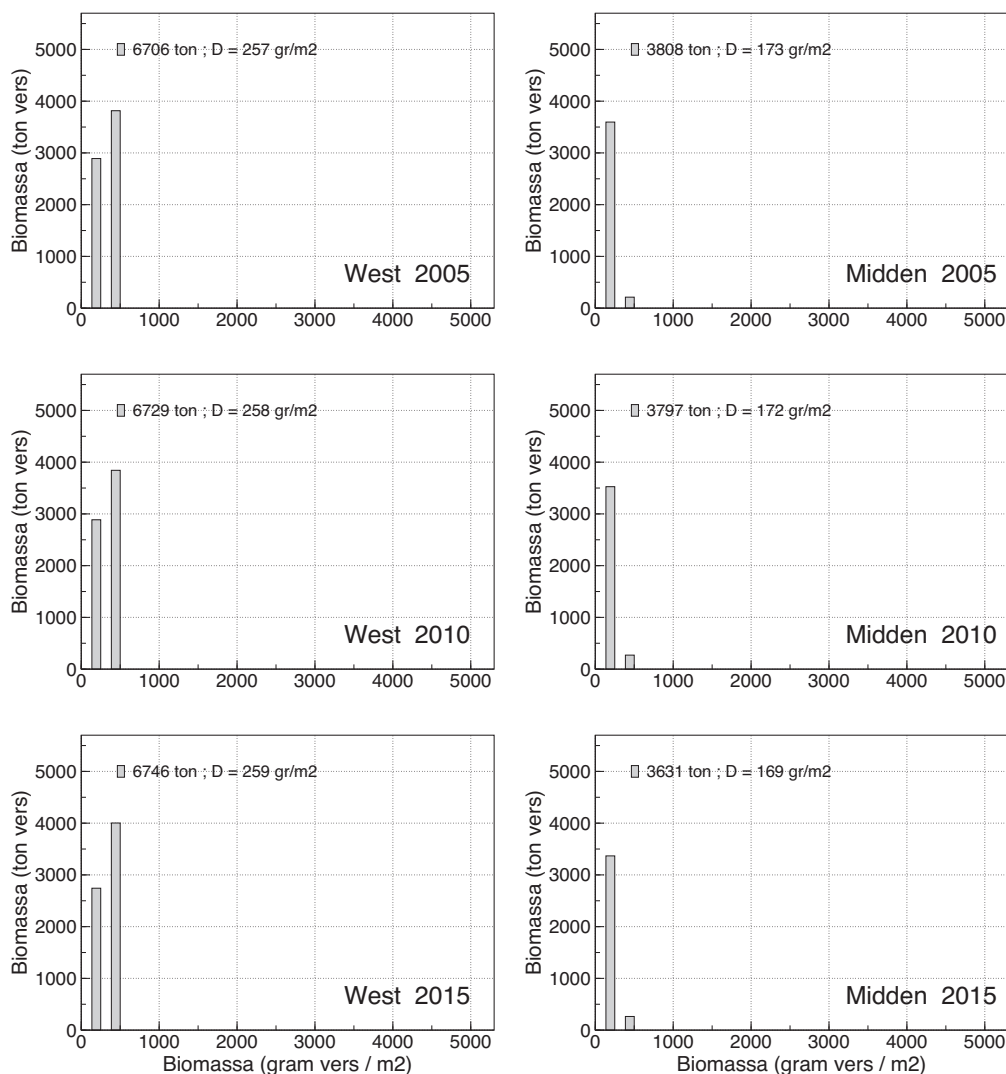 6706 ton ; D = 257 gr/m2
Biomassa (ton vers)
5000
4000
3000
2000
1000
0
West 2005
0 1000 2000 3000 4000 5000
3808 ton ; D = 173 gr/m2
Biomassa (ton vers)
5000
4000
3000
2000
1000
0
Midden 2005
0 1000 2000 3000 4000 5000
6729 ton ; D = 258 gr/m2
Biomassa (ton vers)
5000
4000
3000
2000
1000
0
West 2010
0 1000 2000 3000 4000 5000
3797 ton ; D = 172 gr/m2
Biomassa (ton vers)
5000
4000
3000
2000
1000
0
Midden 2010
0 1000 2000 3000 4000 5000
6746 ton ; D = 259 gr/m2
Biomassa (ton vers)
5000
4000
3000
2000
1000
0
West 2015
0 1000 2000 3000 4000 5000
Biomassa (gram vers / m2)
3631 ton ; D = 169 gr/m2
Biomassa (ton vers)
5000
4000
3000
2000
1000
0
Midden 2015
0 1000 2000 3000 4000 5000
Biomassa (gram vers / m2)